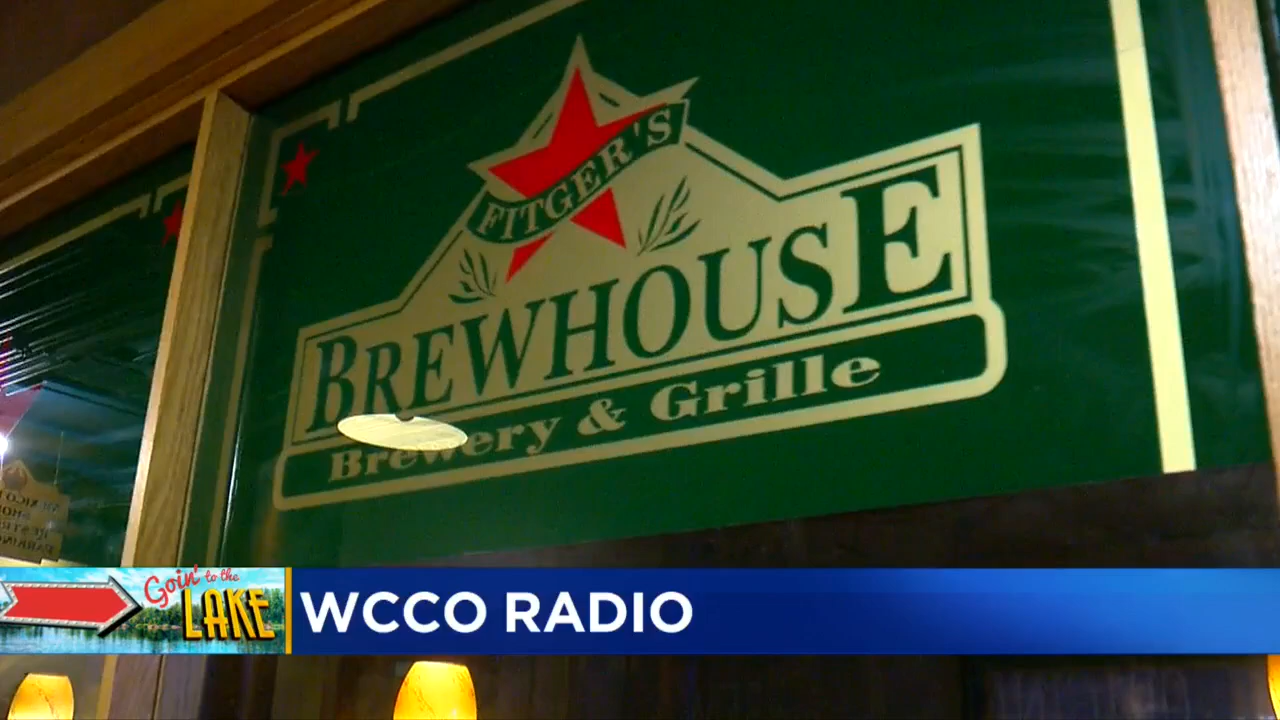 FITGER'S
BREWHOUSE
Brewery & Grille
Goin' to the
LAKE
WCCO RADIO